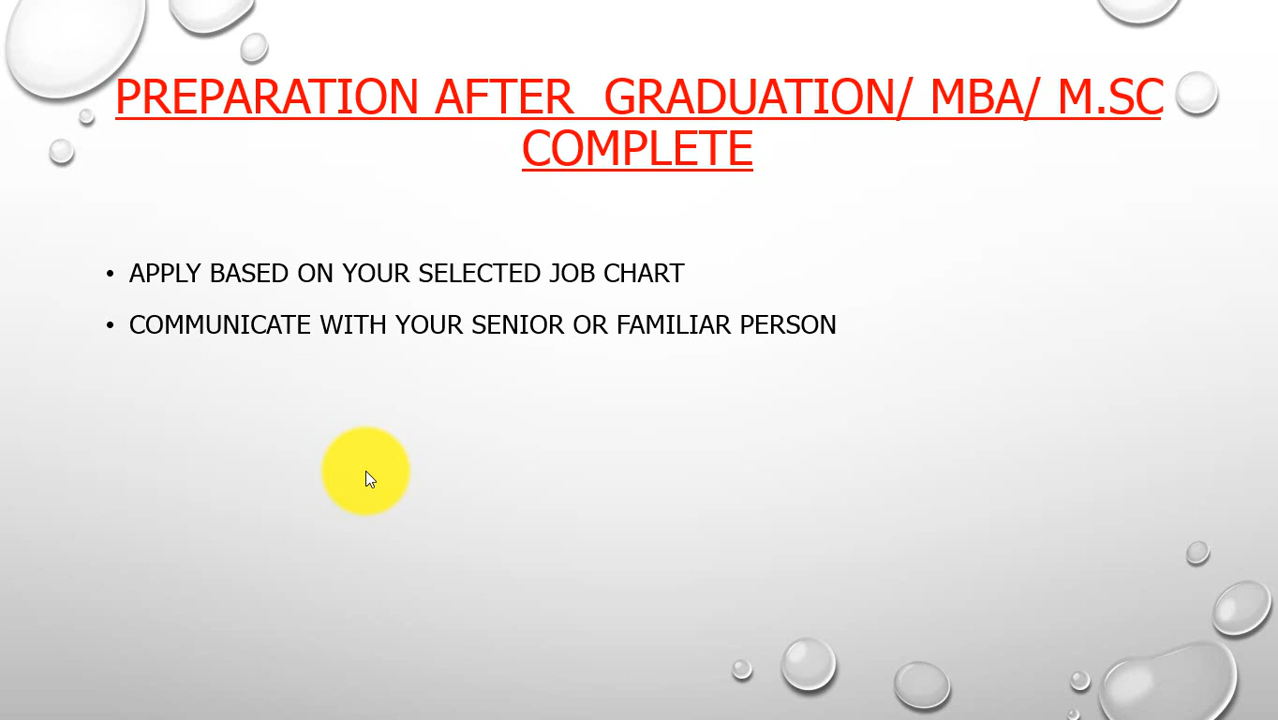 PREPARATION AFTER  GRADUATION/ MBA/ M.SC
COMPLETE
• APPLY BASED ON YOUR SELECTED JOB CHART
• COMMUNICATE WITH YOUR SENIOR OR FAMILIAR PERSON